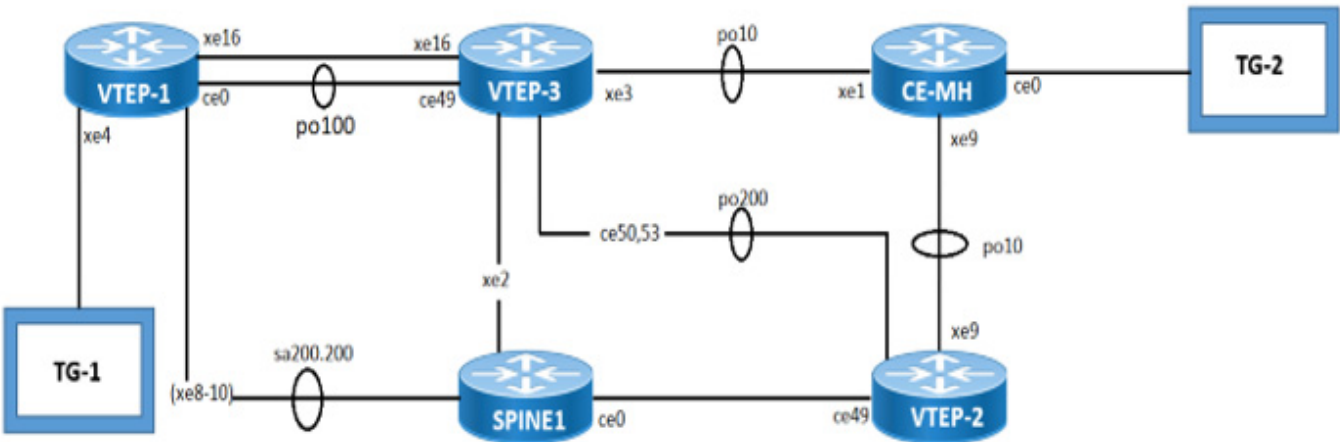 po10
xe16
xe16
TG-2
VTEP-1
VTEP-3
CE-MH
ce0
ce0
ce49
xe3
xe1
po100
xe4
xe9
po200
ce50,53
po10
xe2
xe9
sa200.200
TG-1
(xe8-10)
SPINE1
ce0
ce49
VTEP-2